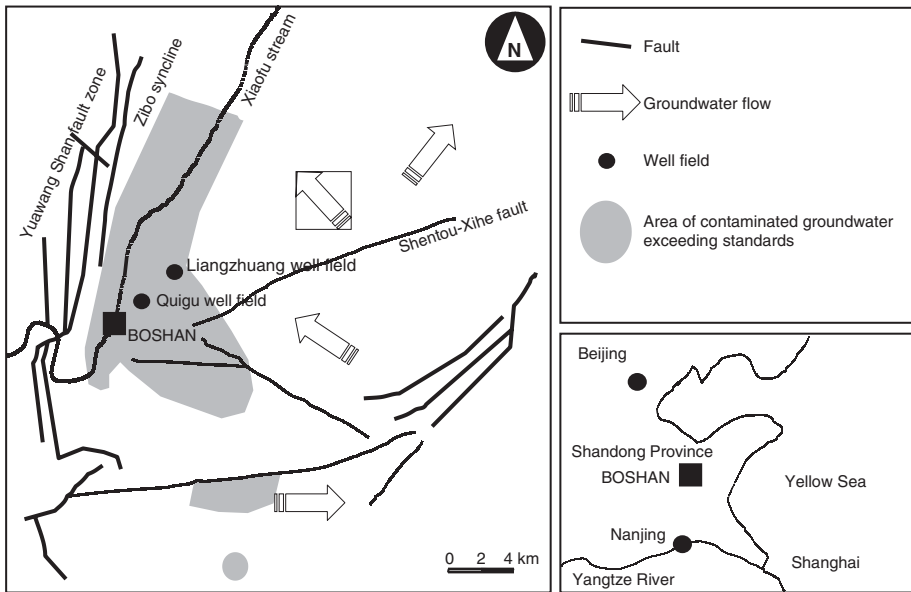 N
Yuawang Shan fault zone
Zibo syncline
Xiaofu stream
Shentou-Xihe fault
Liangzhuang well field
Quigu well field
BOSHAN
0 2 4 km
Fault
Groundwater flow
Well field
Area of contaminated groundwater
exceeding standards
Beijing
Shandong Province
BOSHAN
Yellow Sea
Nanjing
Shanghai
Yangtze River